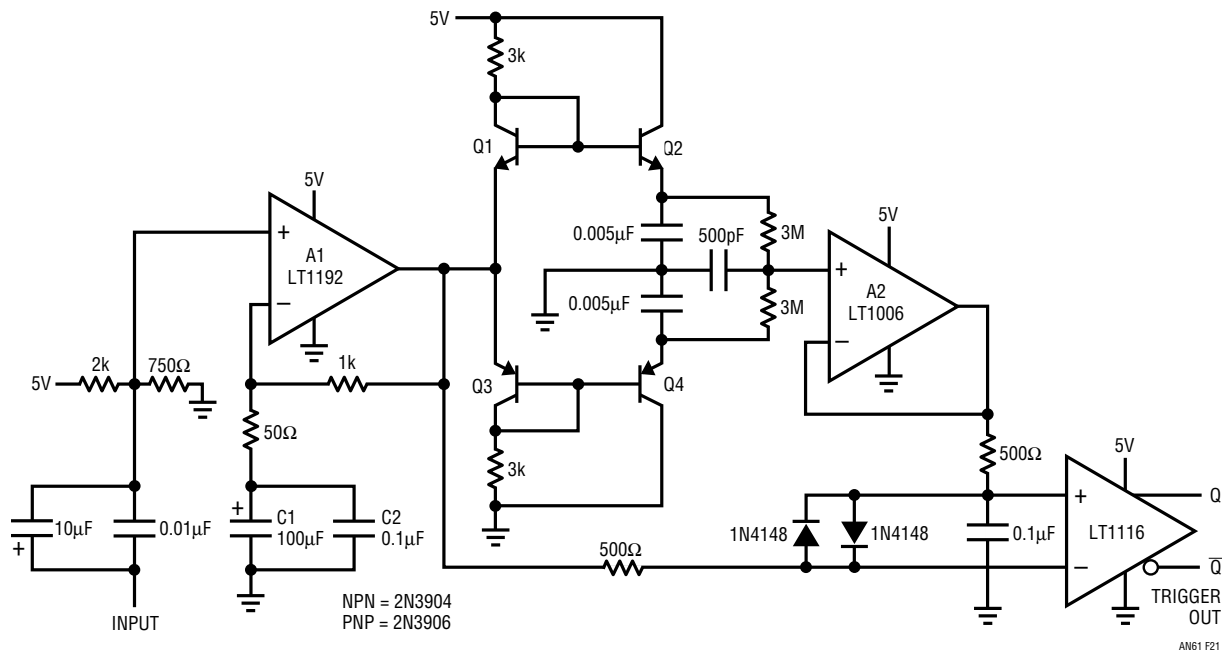 5V
3k
Q1
Q2
5V
A1
LT1192
+
−
0.005µF
500pF
3M
5V
+
A2
LT1006
−
0.005µF
3M
5V
2k
750Ω
1k
Q3
Q4
50Ω
3k
500Ω
5V
+
10µF
+
0.01µF
+
C1
100µF
C2
0.1µF
1N4148
1N4148
0.1µF
LT1116
−
Q
Q̅
500Ω
INPUT
NPN = 2N3904
PNP = 2N3906
TRIGGER
OUT
AN61 F21